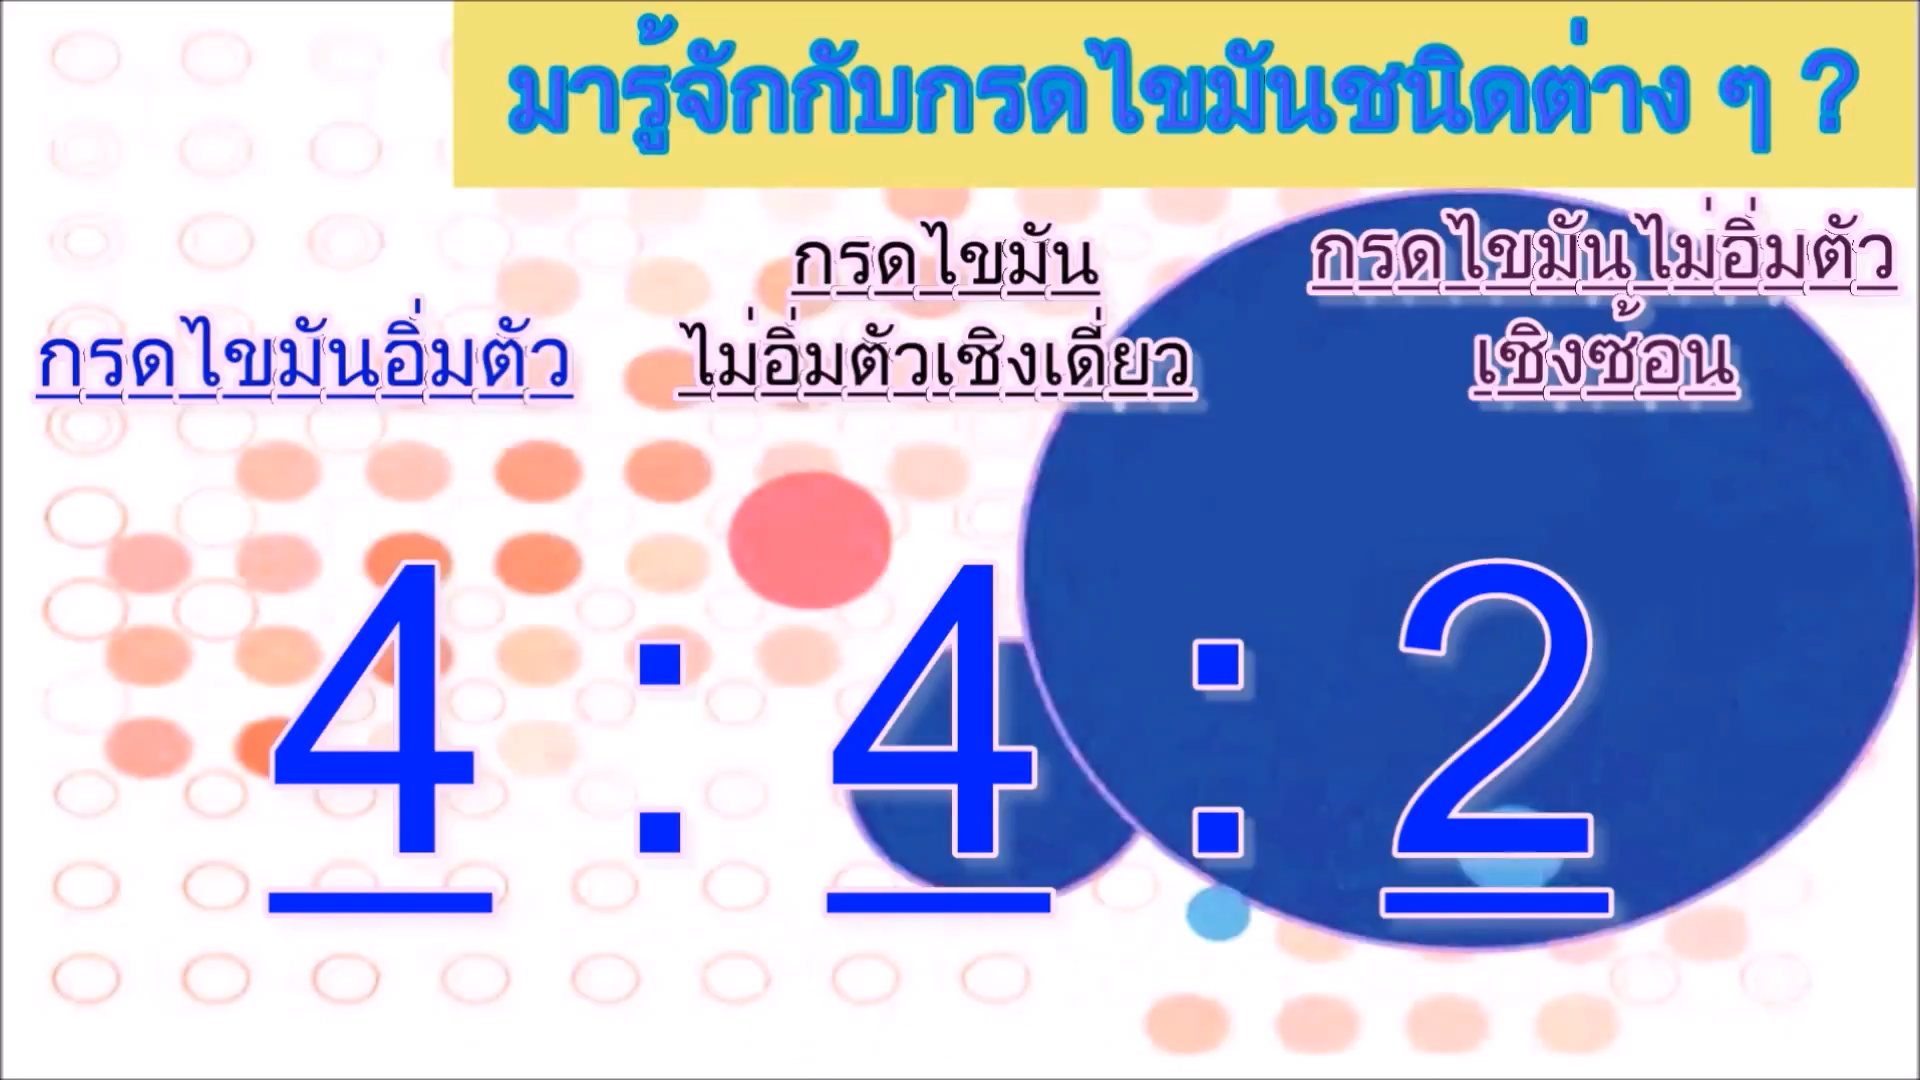 มารู้จักกับกรดไขมันชนิดต่าง ๆ ?
กรดไขมันอิ่มตัว
กรดไขมัน
ไม่อิ่มตัวเชิงเดี่ยว
กรดไขมันไม่อิ่มตัว
เชิงซ้อน
4 : 4 : 2